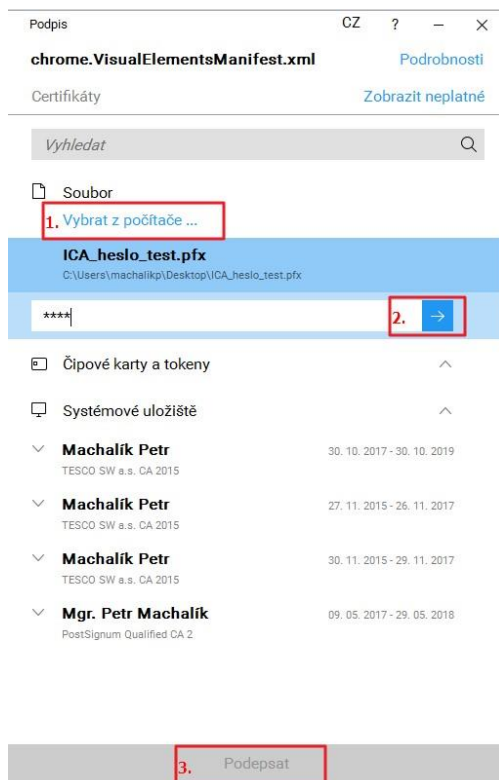 Podpis CZ ?
chrome.VisualElementsManifest.xml Podrobnosti
Certifikáty Zobrazit neplatné
Vyhledat
Soubor
1. Vybrat z počítače ...
ICA_heslo_test.pfx
C:\Users\machalikp\Desktop\ICA_heslo_test.pfx
**** 2.
Čipové karty a tokeny
Systémové uložiště
Machalík Petr 30. 10. 2017 - 30. 10. 2019
TESCO SW a.s. CA 2015
Machalík Petr 27. 11. 2015 - 26. 11. 2017
TESCO SW a.s. CA 2015
Machalík Petr 30. 11. 2015 - 29. 11. 2017
TESCO SW a.s. CA 2015
Mgr. Petr Machalík 09. 05. 2017 - 29. 05. 2018
PostSignum Qualified CA 2
3. Podepsat